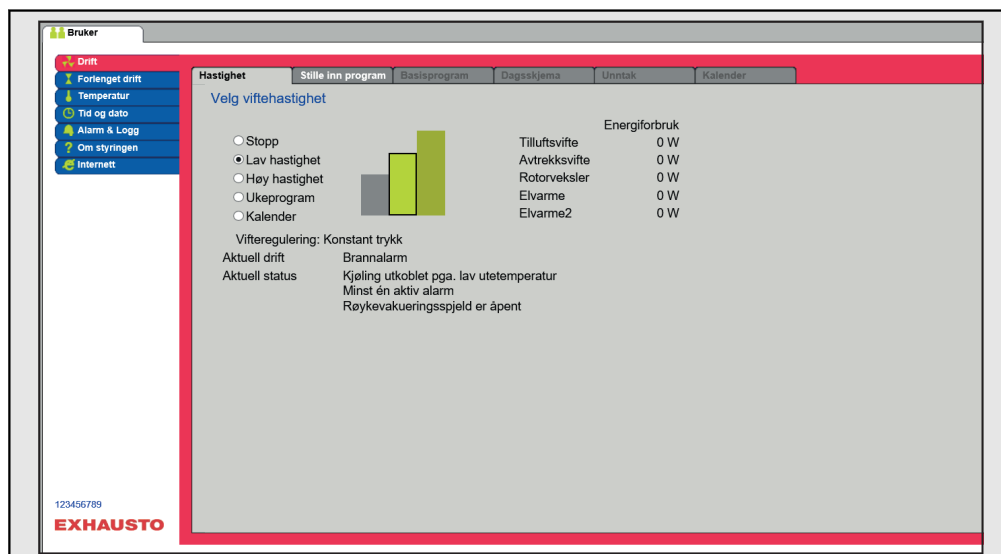 Bruker
Drift
Forlenget drift
Temperatur
Tid og dato
Alarm & Logg
Om styringen
Internett
Hastighet Stille inn program Basisprogram Dagsskjema Unntak Kalender
Velg viftehastighet
Stopp
Lav hastighet
Høy hastighet
Ukeprogram
Kalender
Energiforbruk
Tilluftsvifte 0 W
Avtrekksvifte 0 W
Rotorveksler 0 W
Elvarme 0 W
Elvarme2 0 W
Vifteregulering: Konstant trykk
Aktuell drift Brannalarm
Aktuell status Kjøling utkoblet pga. lav utetemperatur
Minst én aktiv alarm
Røykevakueringsspjeld er åpent
123456789
EXHAUSTO